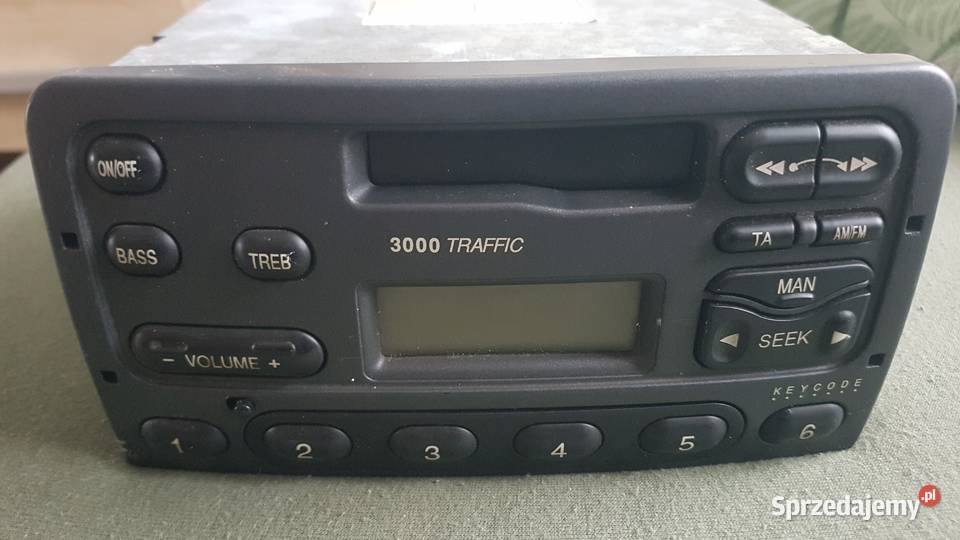 ON/OFF
BASS
TREB
3000 TRAFFIC
TA
AM/FM
MAN
SEEK
- VOLUME +
KEYCODE
1 2 3 4 5 6
Sprzedajemy.pl